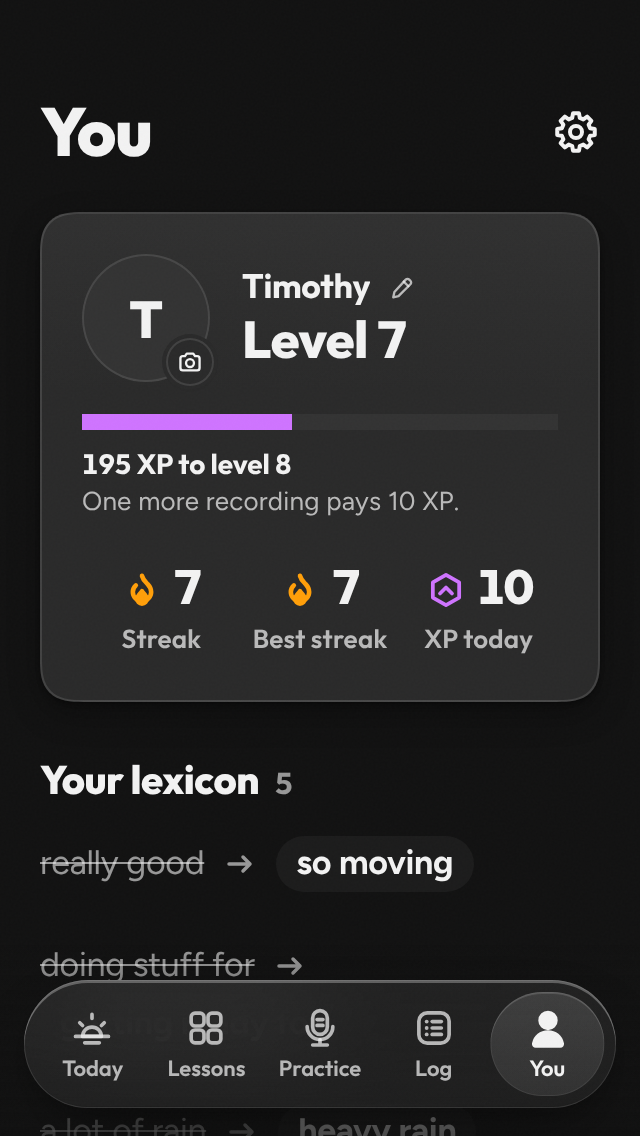 You
T
Timothy
Level 7
195 XP to level 8
One more recording pays 10 XP.
7
7
10
Streak
Best streak
XP today
Your lexicon 5
really good → so moving
doing stuff for →
Today
Lessons
Practice
Log
You
a lot of rain → heavy rain